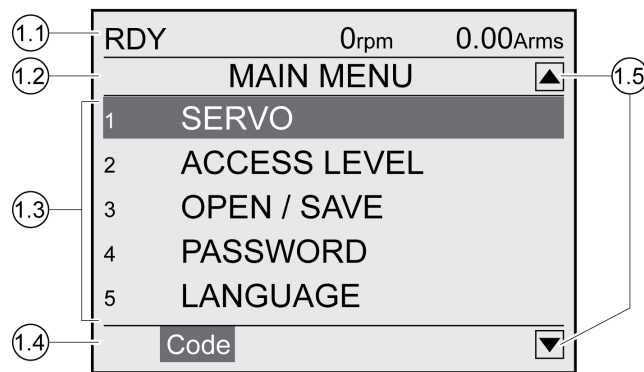 1.1 RDY 0rpm 0.00Arms
1.2 MAIN MENU 1.5
1 SERVO
2 ACCESS LEVEL
1.3 3 OPEN / SAVE
4 PASSWORD
5 LANGUAGE
1.4 Code